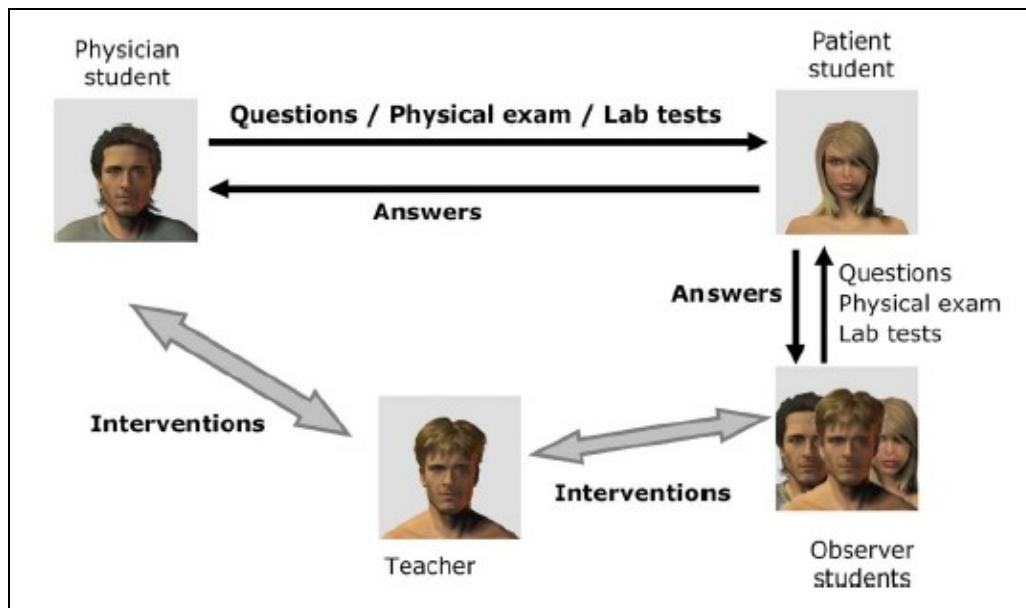 Physician
student
Patient
student
Questions / Physical exam / Lab tests
Answers
Answers
Questions
Physical exam
Lab tests
Interventions
Interventions
Teacher
Observer
students